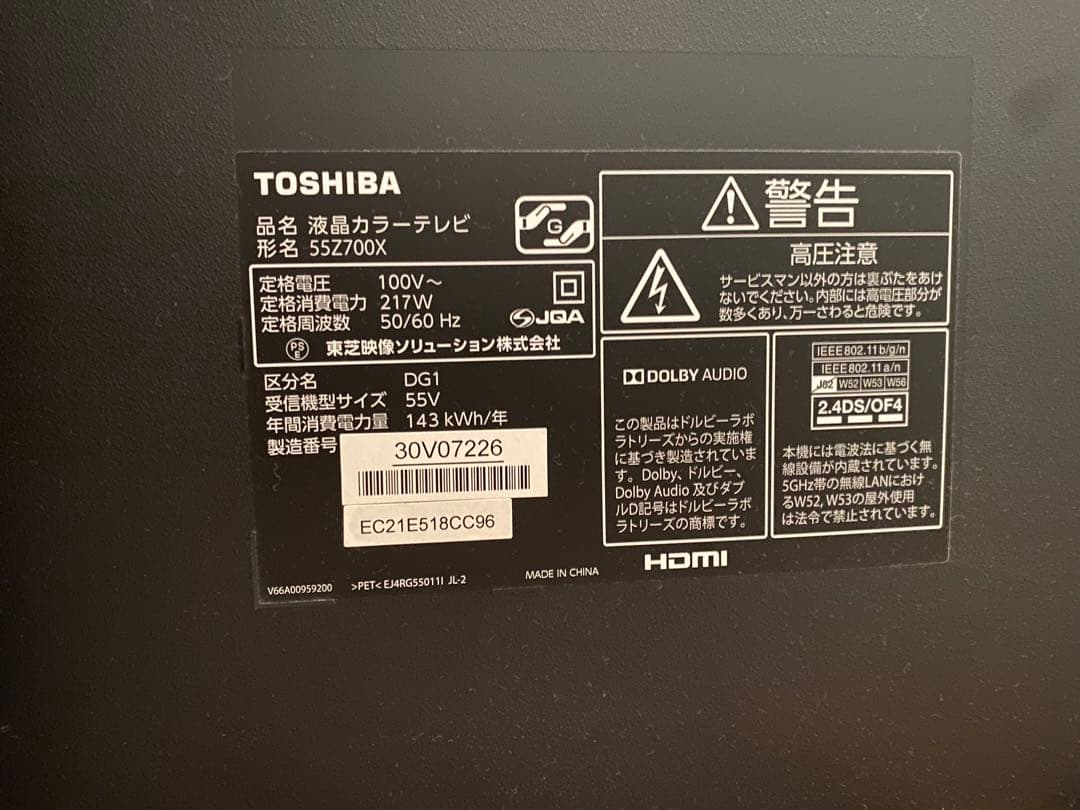 TOSHIBA
品名 液晶カラーテレビ
形名 55Z700X
G
定格電圧 100V～
定格消費電力 217W
定格周波数 50/60 Hz
JQA
PSE 東芝映像ソリューション株式会社
区分名 DG1
受信機型サイズ 55V
年間消費電力量 143 kWh/年
製造番号
30V07226
EC21E518CC96
V66A00959200 >PET< EJ4RG55011I JL-2 MADE IN CHINA
警告
高圧注意
サービスマン以外の方は裏ぶたをあけ
ないでください。内部には高電圧部分が
数多くあり、万一さわると危険です。
DOLBY AUDIO
この製品はドルビーラボ
ラトリーズからの実施権
に基づき製造されていま
す。Dolby、ドルビー、
Dolby Audio 及びダブ
ルD記号はドルビーラボ
ラトリーズの商標です。
IEEE802.11b/g/n
IEEE802.11a/n
J52 W52 W53 W56
2.4DS/OF4
本機には電波法に基づく無
線設備が内蔵されています。
5GHz帯の無線LANにおけ
るW52, W53の屋外使用
は法令で禁止されています。
HDMI